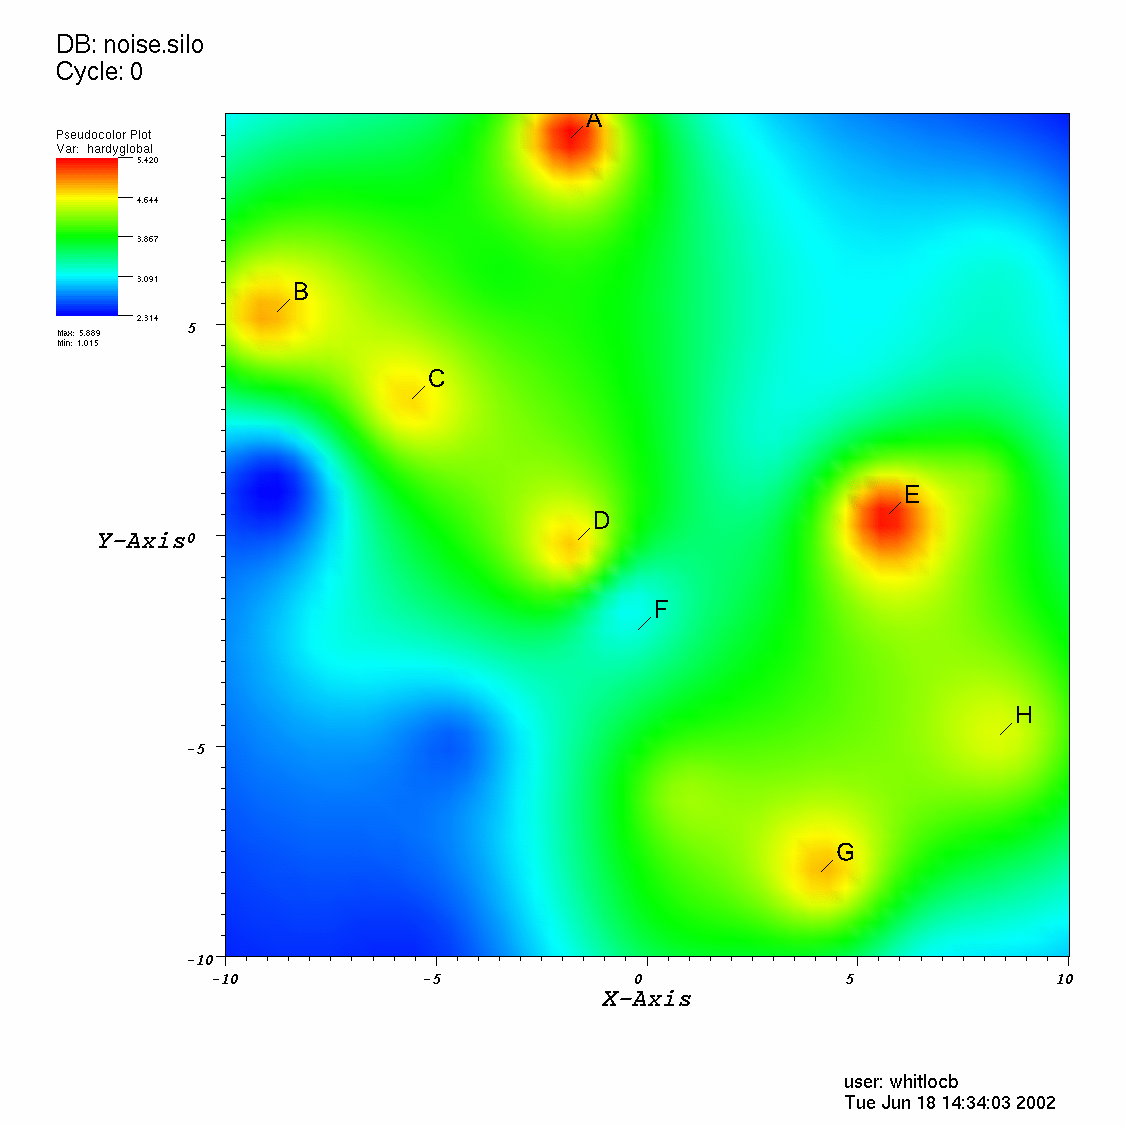 DB: noise.silo
Cycle: 0
Pseudocolor Plot
Var: hardyglobal
5.420
4.644
3.867
3.091
2.314
Max: 5.889
Min: 1.015
A
B
C
D
E
F
G
H
5
0
-5
-10
Y-Axis
-10
-5
0
5
10
X-Axis
user: whitlocb
Tue Jun 18 14:34:03 2002